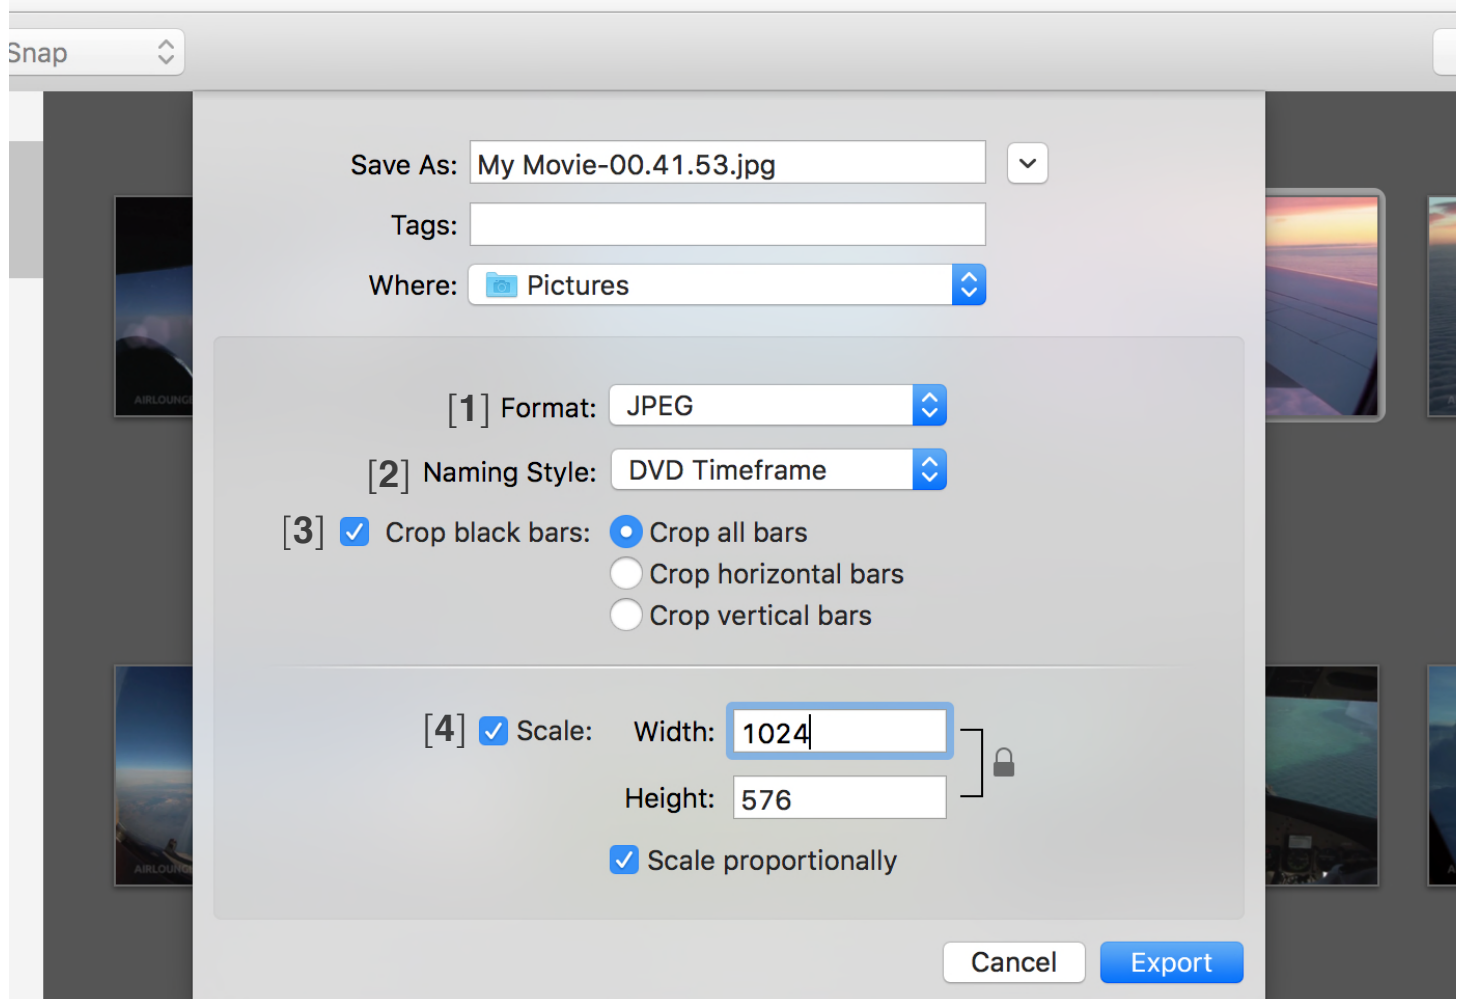 Snap
Save As: My Movie-00.41.53.jpg
Tags:
Where: Pictures
[1] Format: JPEG
[2] Naming Style: DVD Timeframe
[3] Crop black bars: Crop all bars
Crop horizontal bars
Crop vertical bars
[4] Scale: Width: 1024
Height: 576
Scale proportionally
Cancel Export